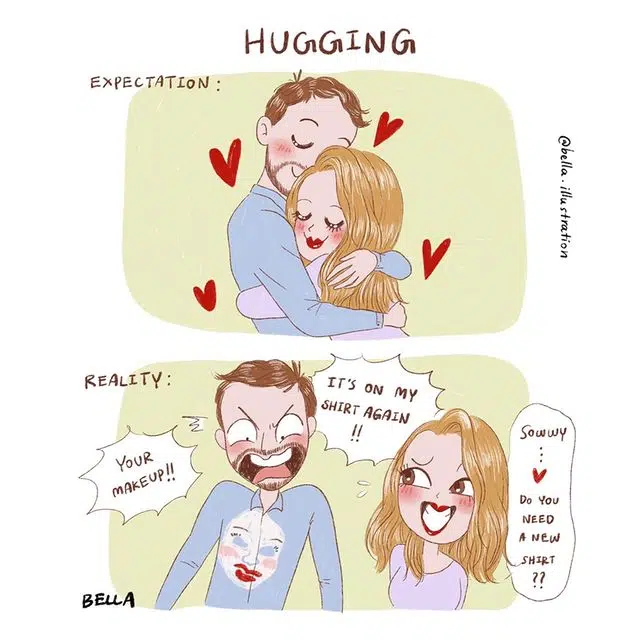 HUGGING
EXPECTATION:
@bella.illustration
REALITY:
IT'S ON MY
SHIRT AGAIN
!!
YOUR
MAKEUP!!
SOWWY
:
DO YOU
NEED
A NEW
SHIRT
??
BELLA